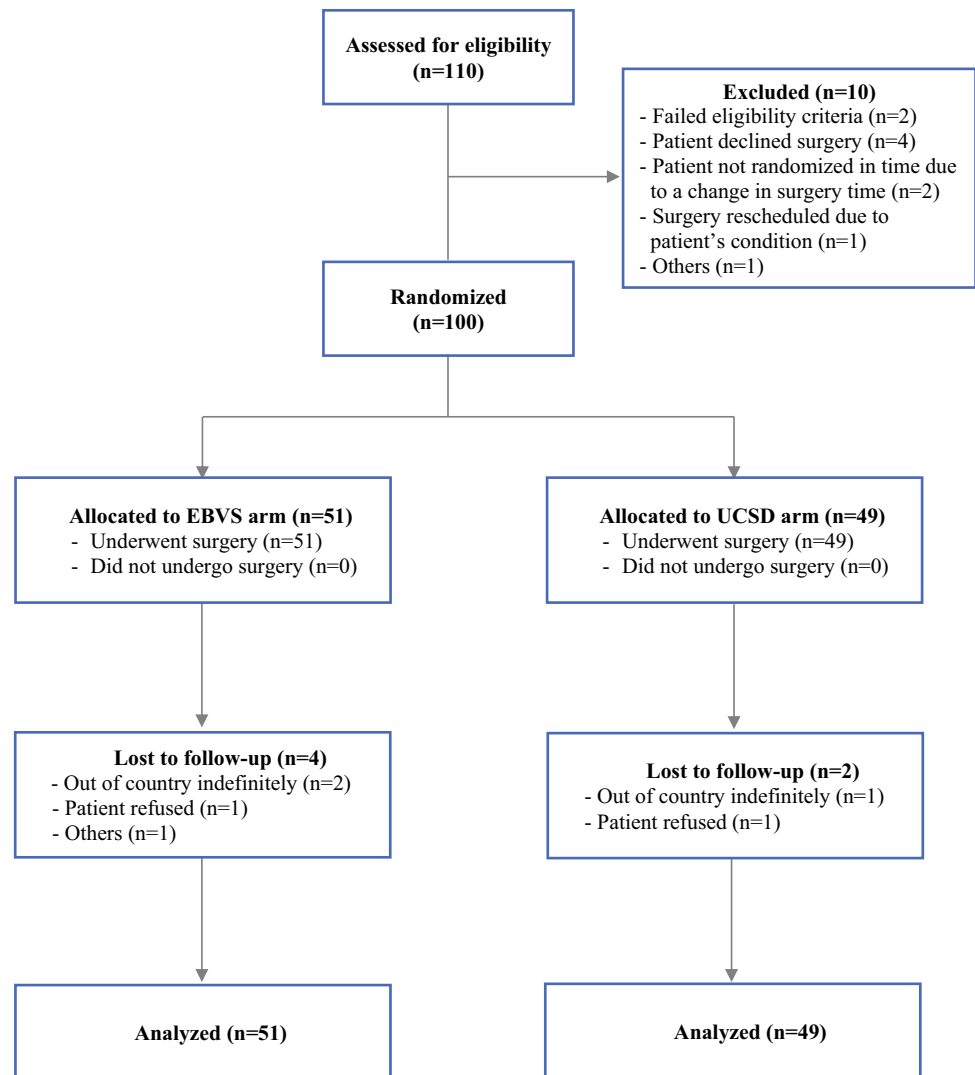 Assessed for eligibility
(n=110)
Excluded (n=10)
- Failed eligibility criteria (n=2)
- Patient declined surgery (n=4)
- Patient not randomized in time due
to a change in surgery time (n=2)
- Surgery rescheduled due to
patient’s condition (n=1)
- Others (n=1)
Randomized
(n=100)
Allocated to EBVS arm (n=51)
- Underwent surgery (n=51)
- Did not undergo surgery (n=0)
Allocated to UCSD arm (n=49)
- Underwent surgery (n=49)
- Did not undergo surgery (n=0)
Lost to follow-up (n=4)
- Out of country indefinitely (n=2)
- Patient refused (n=1)
- Others (n=1)
Lost to follow-up (n=2)
- Out of country indefinitely (n=1)
- Patient refused (n=1)
Analyzed (n=51)
Analyzed (n=49)